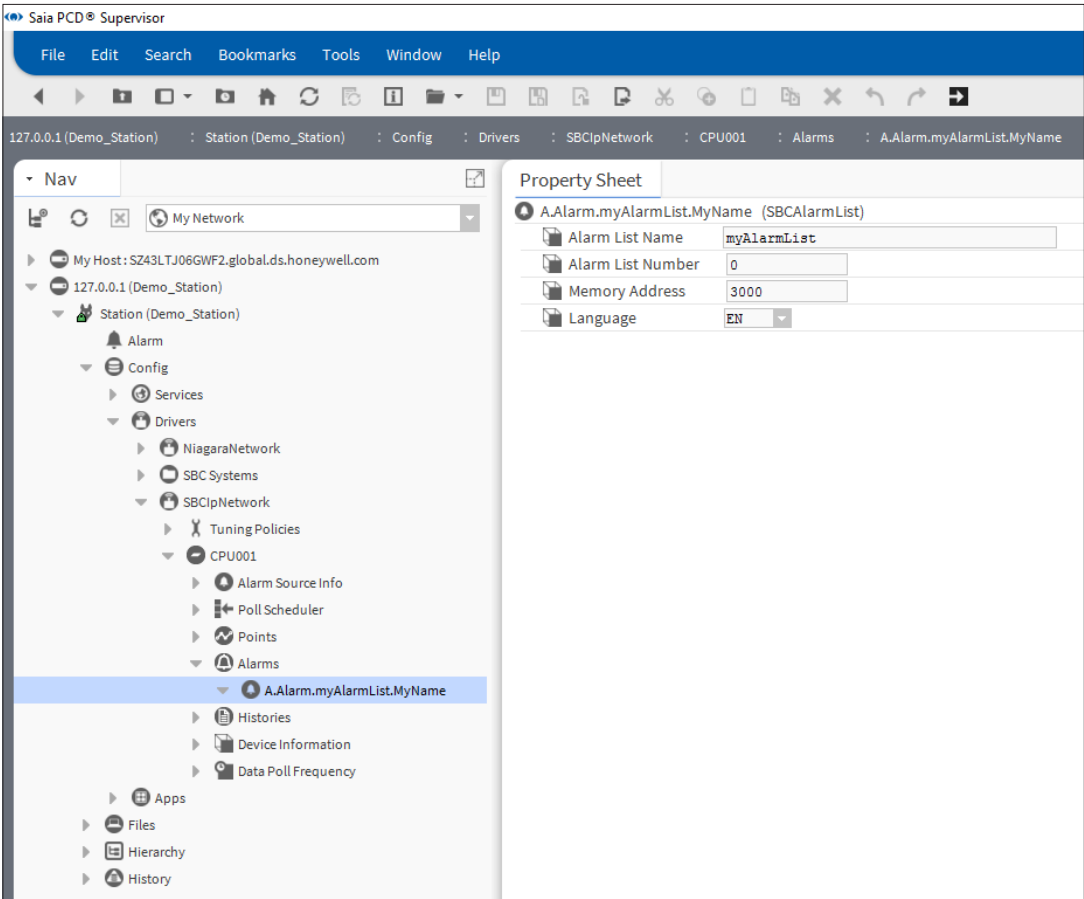 Saia PCD® Supervisor
File Edit Search Bookmarks Tools Window Help
127.0.0.1 (Demo_Station) : Station (Demo_Station) : Config : Drivers : SBCIpNetwork : CPU001 : Alarms : A.Alarm.myAlarmList.MyName
Nav
My Network
My Host : SZ43LTJ06GWF2.global.ds.honeywell.com
127.0.0.1 (Demo_Station)
Station (Demo_Station)
Alarm
Config
Services
Drivers
NiagaraNetwork
SBC Systems
SBCIpNetwork
Tuning Policies
CPU001
Alarm Source Info
Poll Scheduler
Points
Alarms
A.Alarm.myAlarmList.MyName
Histories
Device Information
Data Poll Frequency
Apps
Files
Hierarchy
History
Property Sheet
A.Alarm.myAlarmList.MyName (SBCAlarmList)
Alarm List Name myAlarmList
Alarm List Number 0
Memory Address 3000
Language EN